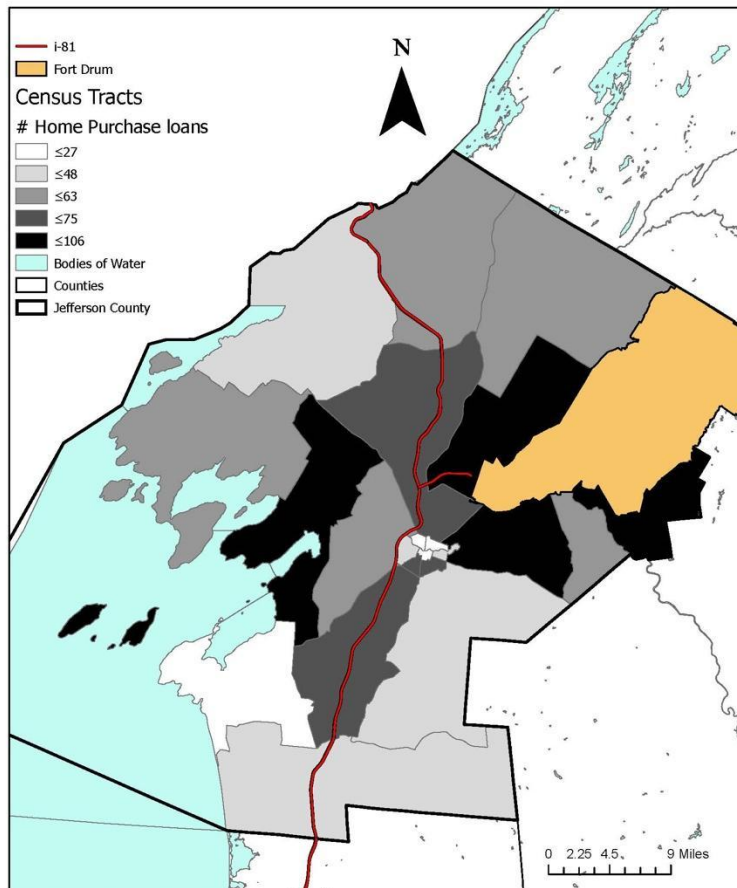 i-81
Fort Drum
Census Tracts
# Home Purchase loans
≤27
≤48
≤63
≤75
≤106
Bodies of Water
Counties
Jefferson County
N
0 2.25 4.5 9 Miles